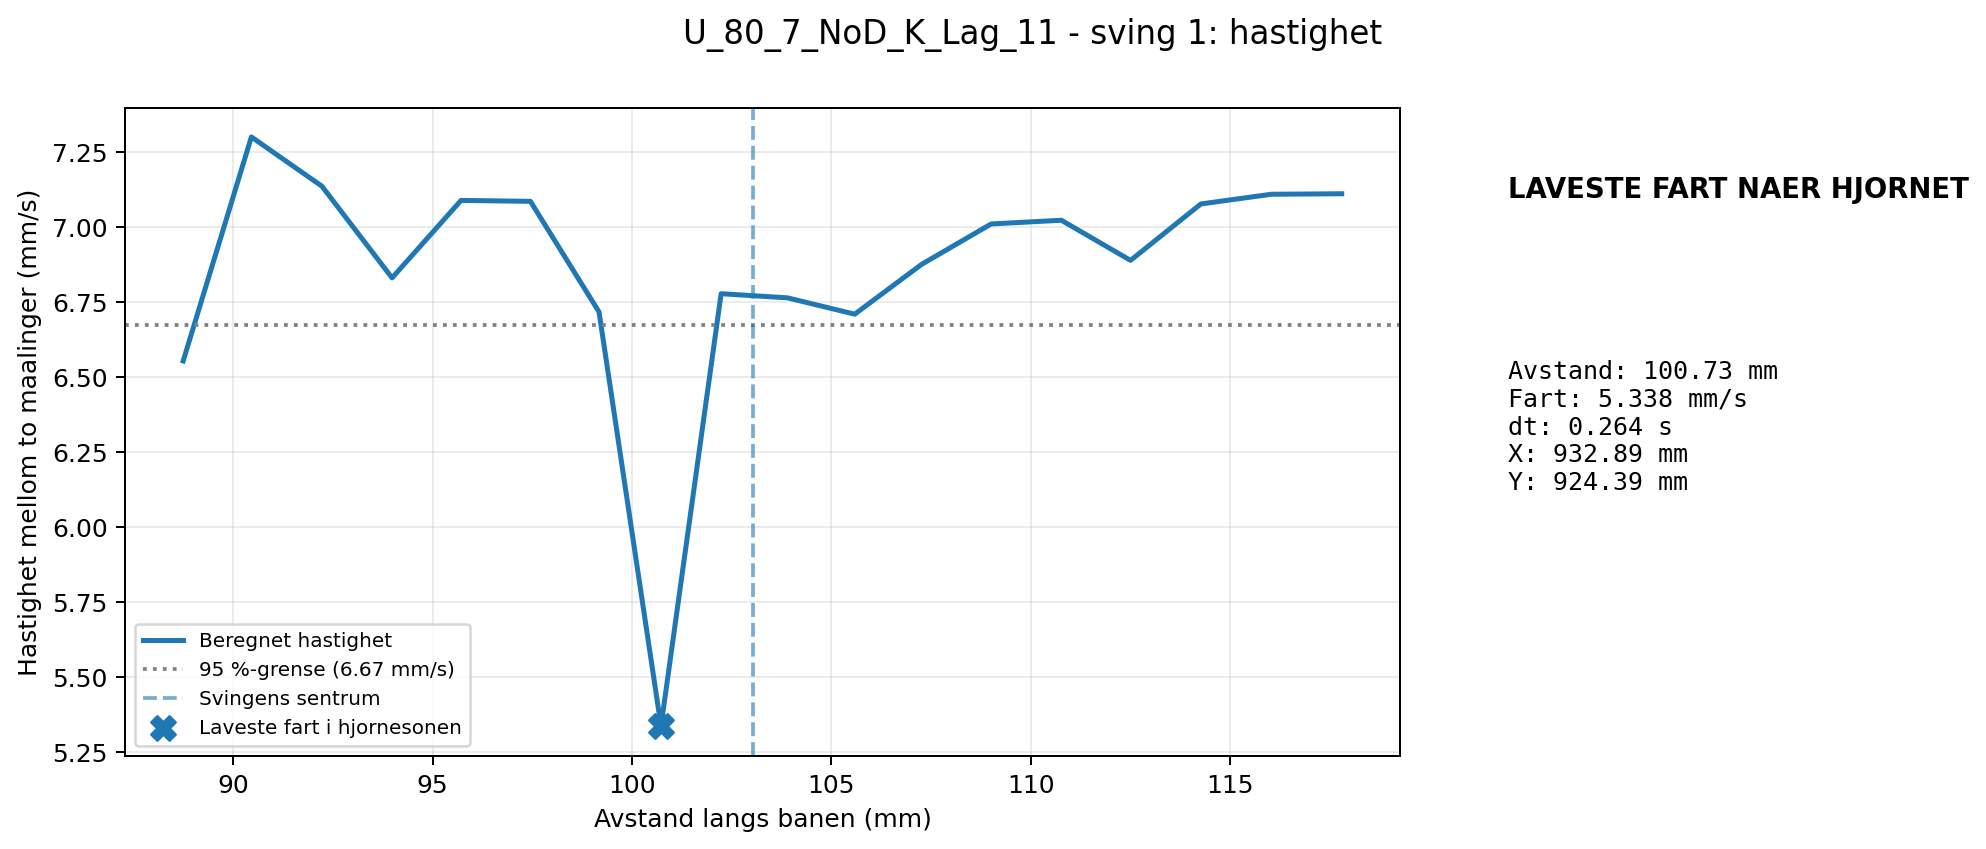 U_80_7_NoD_K_Lag_11 - sving 1: hastighet
Hastighet mellom to maalinger (mm/s)
7.25
7.00
6.75
6.50
6.25
6.00
5.75
5.50
5.25
Beregnet hastighet
95 %-grense (6.67 mm/s)
Svingens sentrum
Laveste fart i hjornesonen
90
95
100
105
110
115
Avstand langs banen (mm)
LAVESTE FART NAER HJORNET
Avstand: 100.73 mm
Fart: 5.338 mm/s
dt: 0.264 s
X: 932.89 mm
Y: 924.39 mm